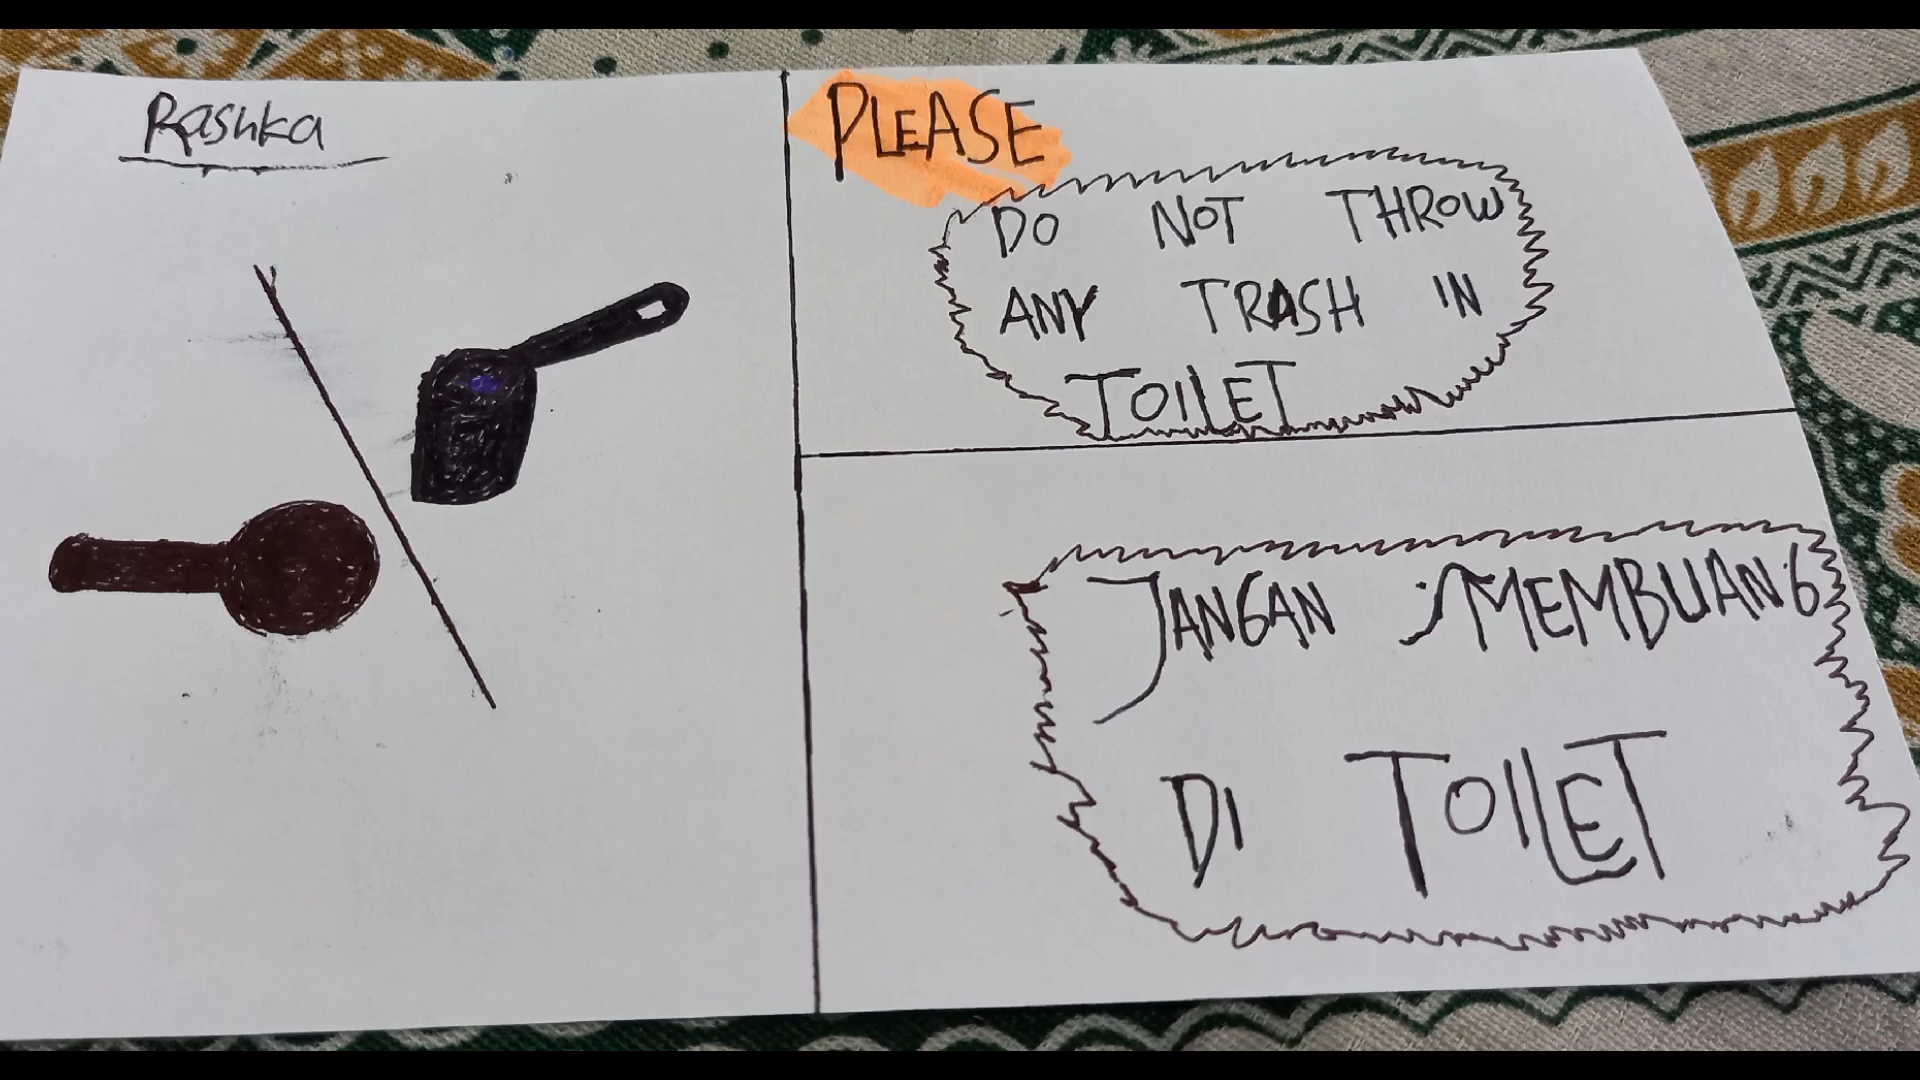 Rashka
PLEASE
DO NOT THROW
ANY TRASH IN
TOILET
JANGAN MEMBUANG
DI TOILET